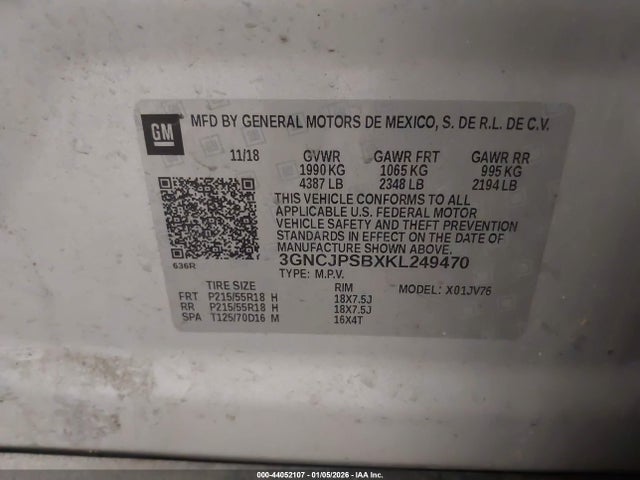 GM MFD BY GENERAL MOTORS DE MEXICO, S. DE R.L. DE C.V.
11/18 GVWR GAWR FRT GAWR RR
1990 KG 1065 KG 995 KG
4387 LB 2348 LB 2194 LB
THIS VEHICLE CONFORMS TO ALL
APPLICABLE U.S. FEDERAL MOTOR
VEHICLE SAFETY AND THEFT PREVENTION
STANDARDS IN EFFECT ON THE DATE OF
MANUFACTURE SHOWN ABOVE.
3GNCJPSBXKL249470
636R
TYPE: M.P.V.
TIRE SIZE RIM MODEL: X01JV76
FRT P215/55R18 H 18X7.5J
RR P215/55R18 H 18X7.5J
SPA T125/70D16 M 16X4T
000-44052107 - 01/05/2026 - IAA Inc.